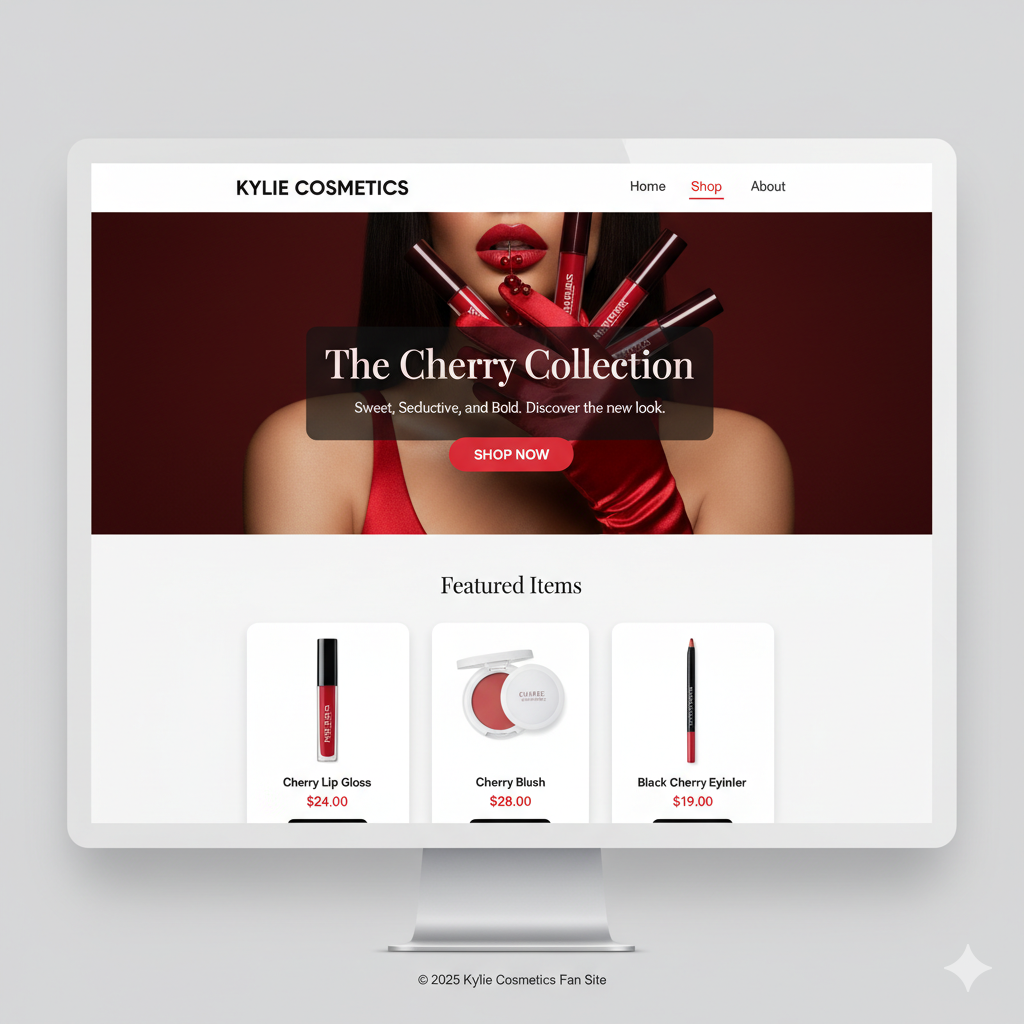 KYLIE COSMETICS
Home Shop About
The Cherry Collection
Sweet, Seductive, and Bold. Discover the new look.
SHOP NOW
Featured Items
Cherry Lip Gloss
$24.00
Cherry Blush
$28.00
Black Cherry Eyinler
$19.00
© 2025 Kylie Cosmetics Fan Site